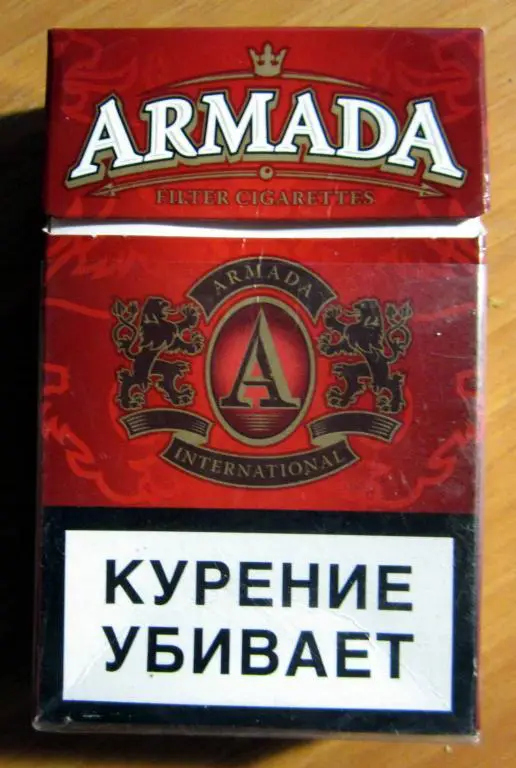 ARMADA
FILTER CIGARETTES
ARMADA
A
INTERNATIONAL
КУРЕНИЕ
УБИВАЕТ